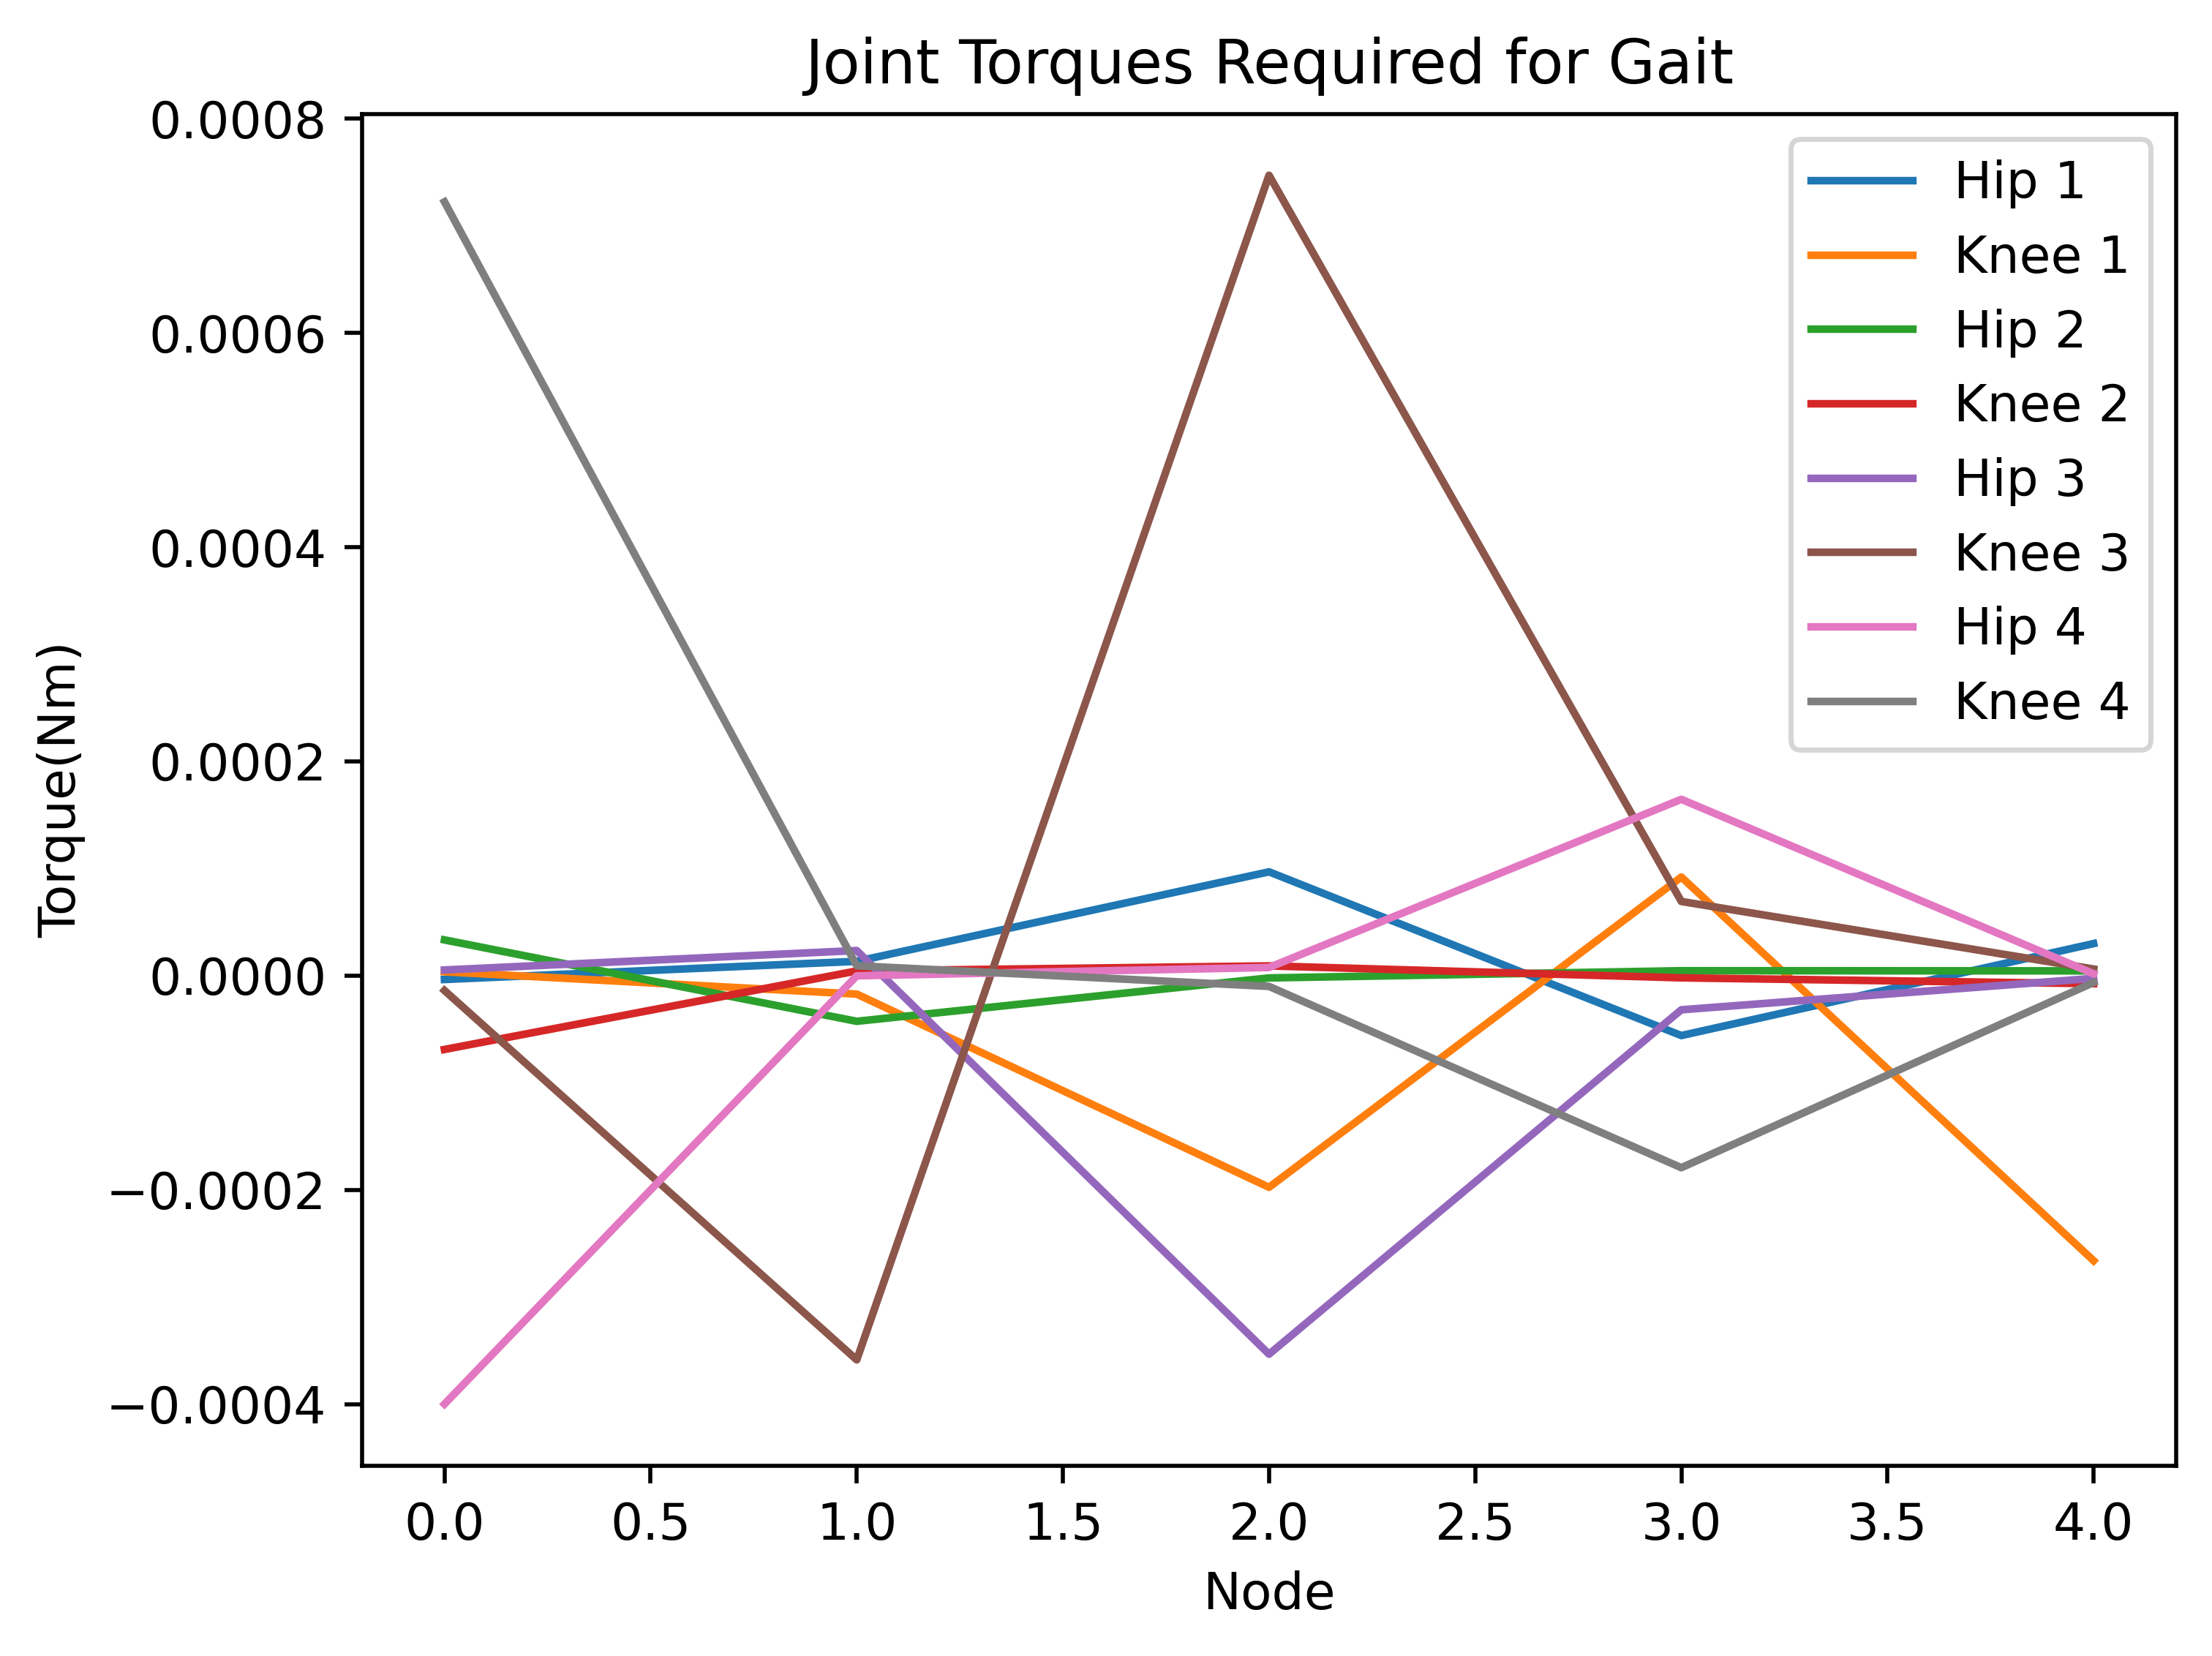 Joint Torques Required for Gait
0.0008
0.0006
0.0004
0.0002
0.0000
−0.0002
−0.0004
Torque(Nm)
Hip 1
Knee 1
Hip 2
Knee 2
Hip 3
Knee 3
Hip 4
Knee 4
0.0 0.5 1.0 1.5 2.0 2.5 3.0 3.5 4.0
Node